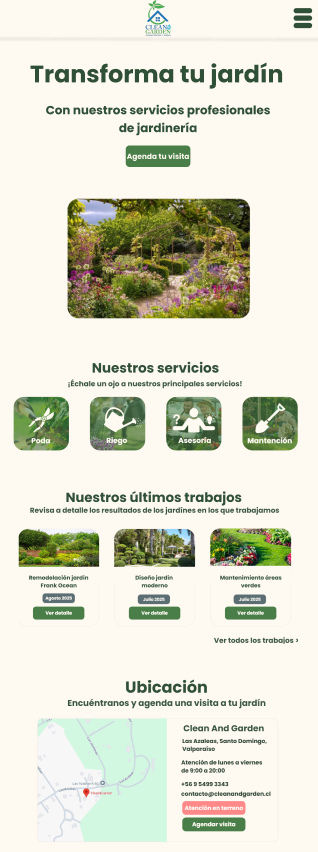 CLEAN&
GARDEN
Transforma tu jardín
Con nuestros servicios profesionales
de jardinería
Agenda tu visita
Nuestros servicios
¡Échale un ojo a nuestros principales servicios!
Poda
Riego
Asesoría
Mantención
Nuestros últimos trabajos
Revisa a detalle los resultados de los jardines en los que trabajamos
Remodelación jardín
Frank Ocean
Agosto 2025
Ver detalle
Diseño jardín
moderno
Julio 2025
Ver detalle
Mantenimiento áreas
verdes
Julio 2025
Ver detalle
Ver todos los trabajos ›
Ubicación
Encuéntranos y agenda una visita a tu jardín
Clean And Garden
Las Azaleas, Santo Domingo,
Valparaíso
Atención de lunes a viernes
de 9:00 a 20:00
+56 9 5499 3343
contacto@cleanandgarden.cl
Atención en terreno
Agendar visita